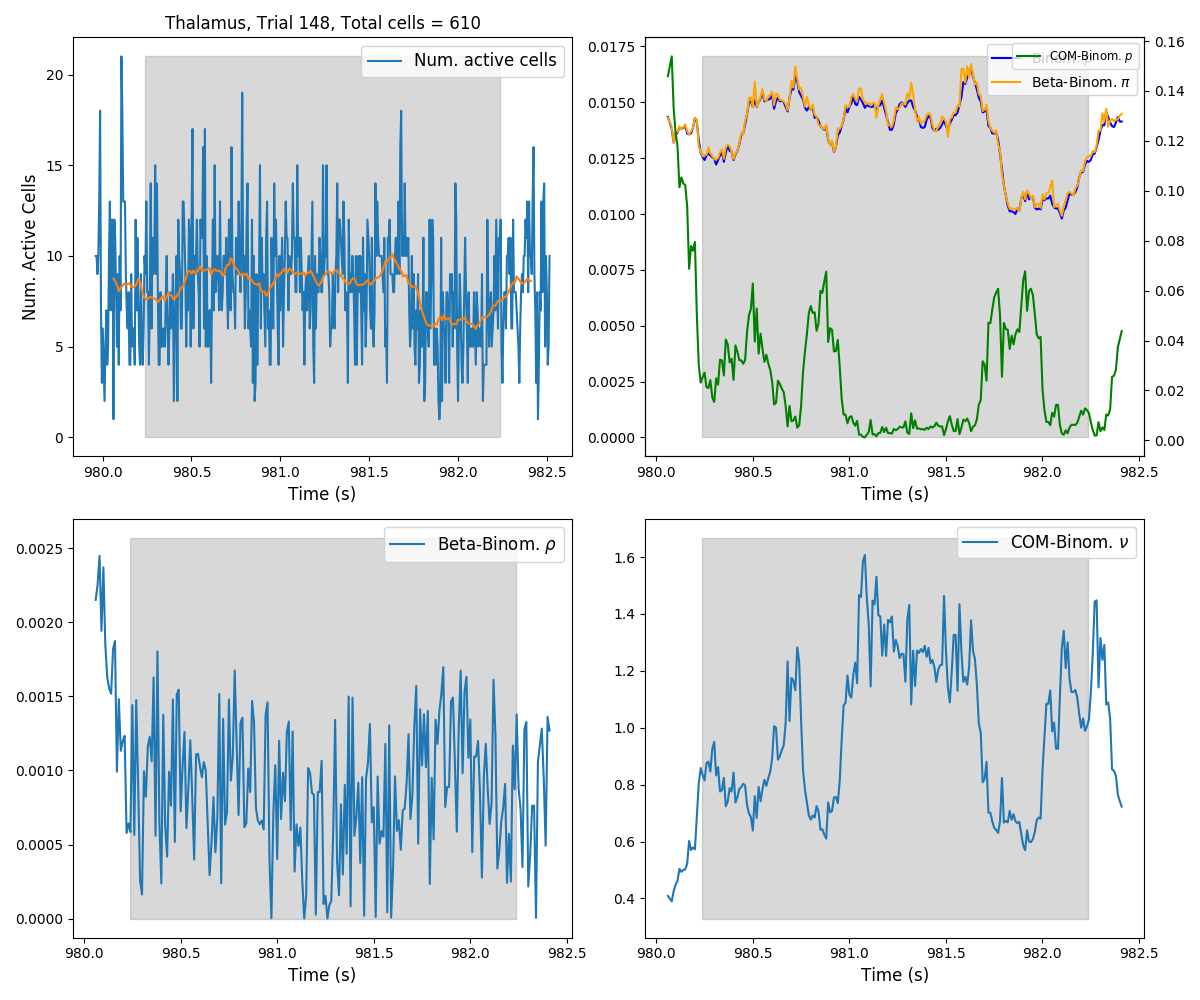 Thalamus, Trial 148, Total cells = 610
Num. active cells
Num. Active Cells
20
15
10
5
0
980.0 980.5 981.0 981.5 982.0 982.5
Time (s)
COM-Binom. p
Beta-Binom. π
0.0175
0.0150
0.0125
0.0100
0.0075
0.0050
0.0025
0.0000
0.16
0.14
0.12
0.10
0.08
0.06
0.04
0.02
0.00
980.0 980.5 981.0 981.5 982.0 982.5
Time (s)
Beta-Binom. ρ
0.0025
0.0020
0.0015
0.0010
0.0005
0.0000
980.0 980.5 981.0 981.5 982.0 982.5
Time (s)
COM-Binom. ν
1.6
1.4
1.2
1.0
0.8
0.6
0.4
980.0 980.5 981.0 981.5 982.0 982.5
Time (s)